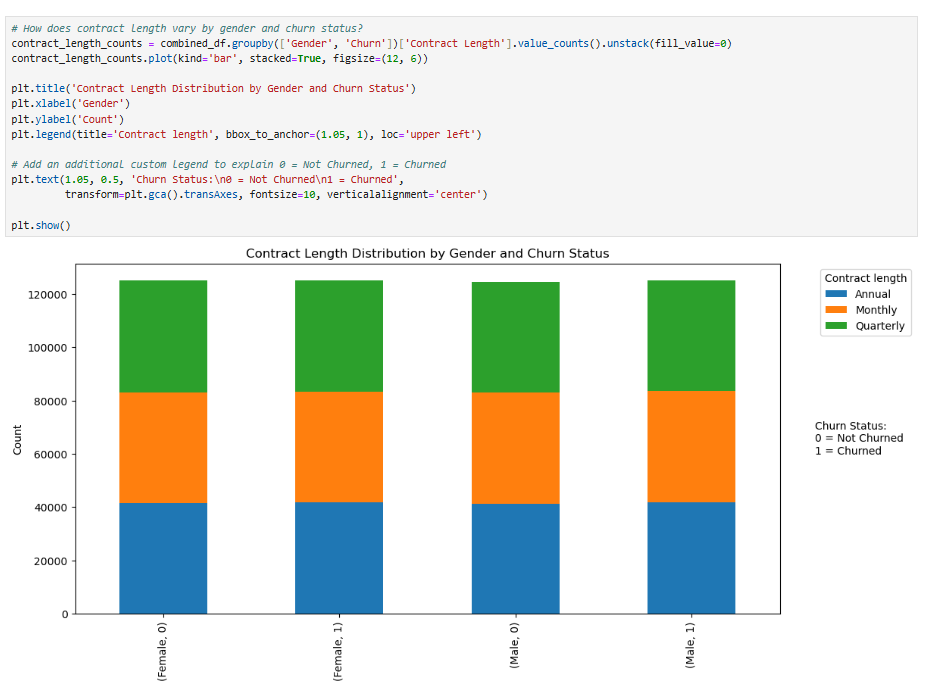 # How does contract length vary by gender and churn status?
contract_length_counts = combined_df.groupby(['Gender', 'Churn'])['Contract Length'].value_counts().unstack(fill_value=0)
contract_length_counts.plot(kind='bar', stacked=True, figsize=(12, 6))
plt.title('Contract Length Distribution by Gender and Churn Status')
plt.xlabel('Gender')
plt.ylabel('Count')
plt.legend(title='Contract length', bbox_to_anchor=(1.05, 1), loc='upper left')
# Add an additional custom legend to explain 0 = Not Churned, 1 = Churned
plt.text(1.05, 0.5, 'Churn Status:\n0 = Not Churned\n1 = Churned',
transform=plt.gca().transAxes, fontsize=10, verticalalignment='center')
plt.show()
Contract Length Distribution by Gender and Churn Status
Contract length
Annual
Monthly
Quarterly
120000
100000
80000
60000
40000
20000
0
Count
Churn Status:
0 = Not Churned
1 = Churned
(Female, 0)
(Female, 1)
(Male, 0)
(Male, 1)